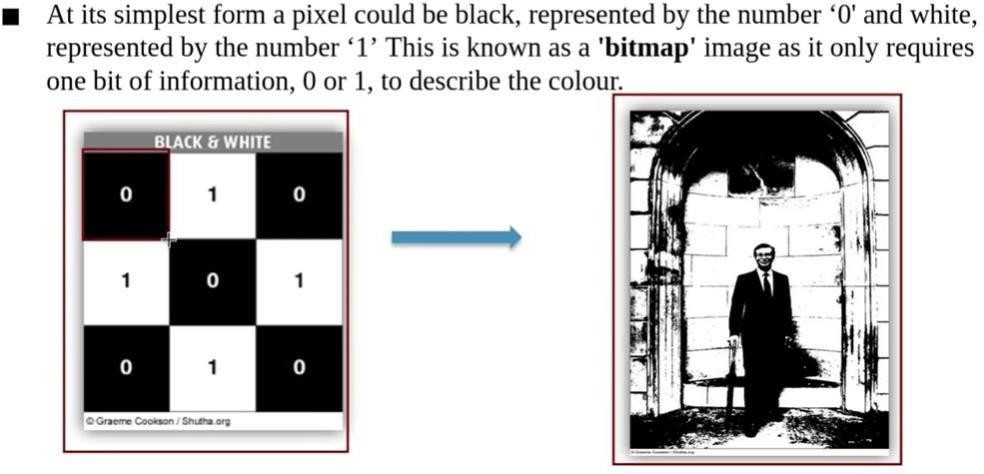 At its simplest form a pixel could be black, represented by the number ‘0' and white,
represented by the number ‘1’ This is known as a 'bitmap' image as it only requires
one bit of information, 0 or 1, to describe the colour.
BLACK & WHITE
0 1 0
1 0 1
0 1 0
© Graeme Cookson / Shutha.org
© Graeme Cookson / Shutha.org